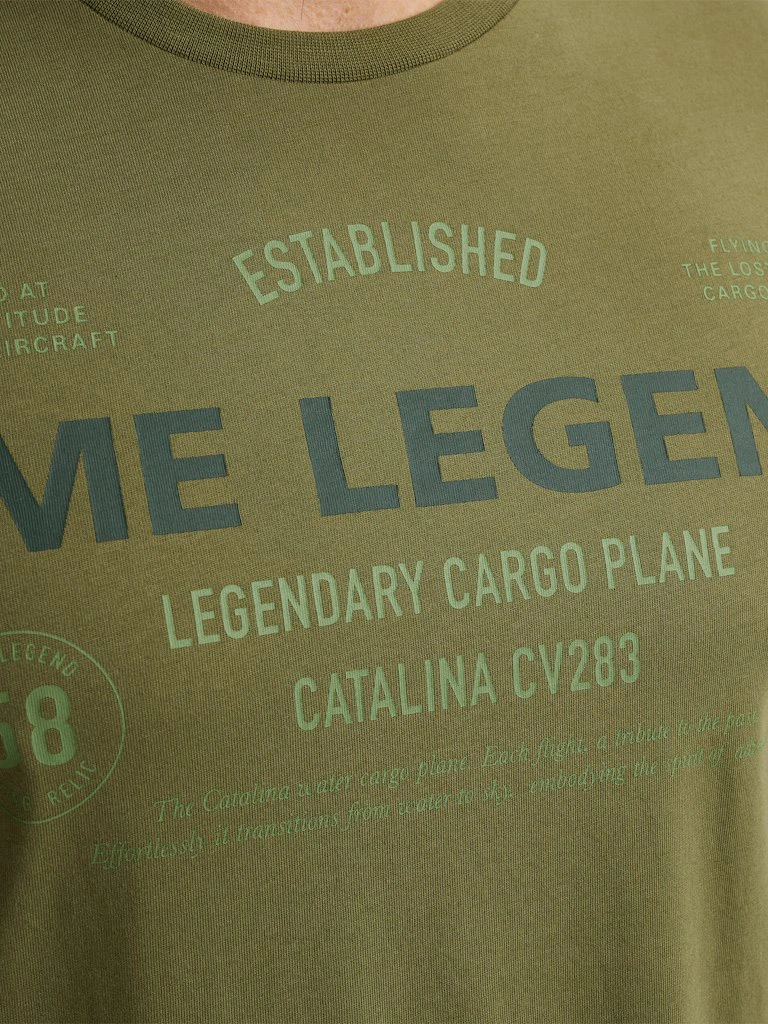 ESTABLISHED
AT
ITUDE
IRCRAFT
FLYING
THE LOST
CARGO
ME LEGEN
LEGENDARY CARGO PLANE
CATALINA CV283
LEGEND
58
RELIC
The Catalina water cargo plane. Each flight, a tribute to the past.
Effortlessly it transitions from water to sky, embodying the spirit of